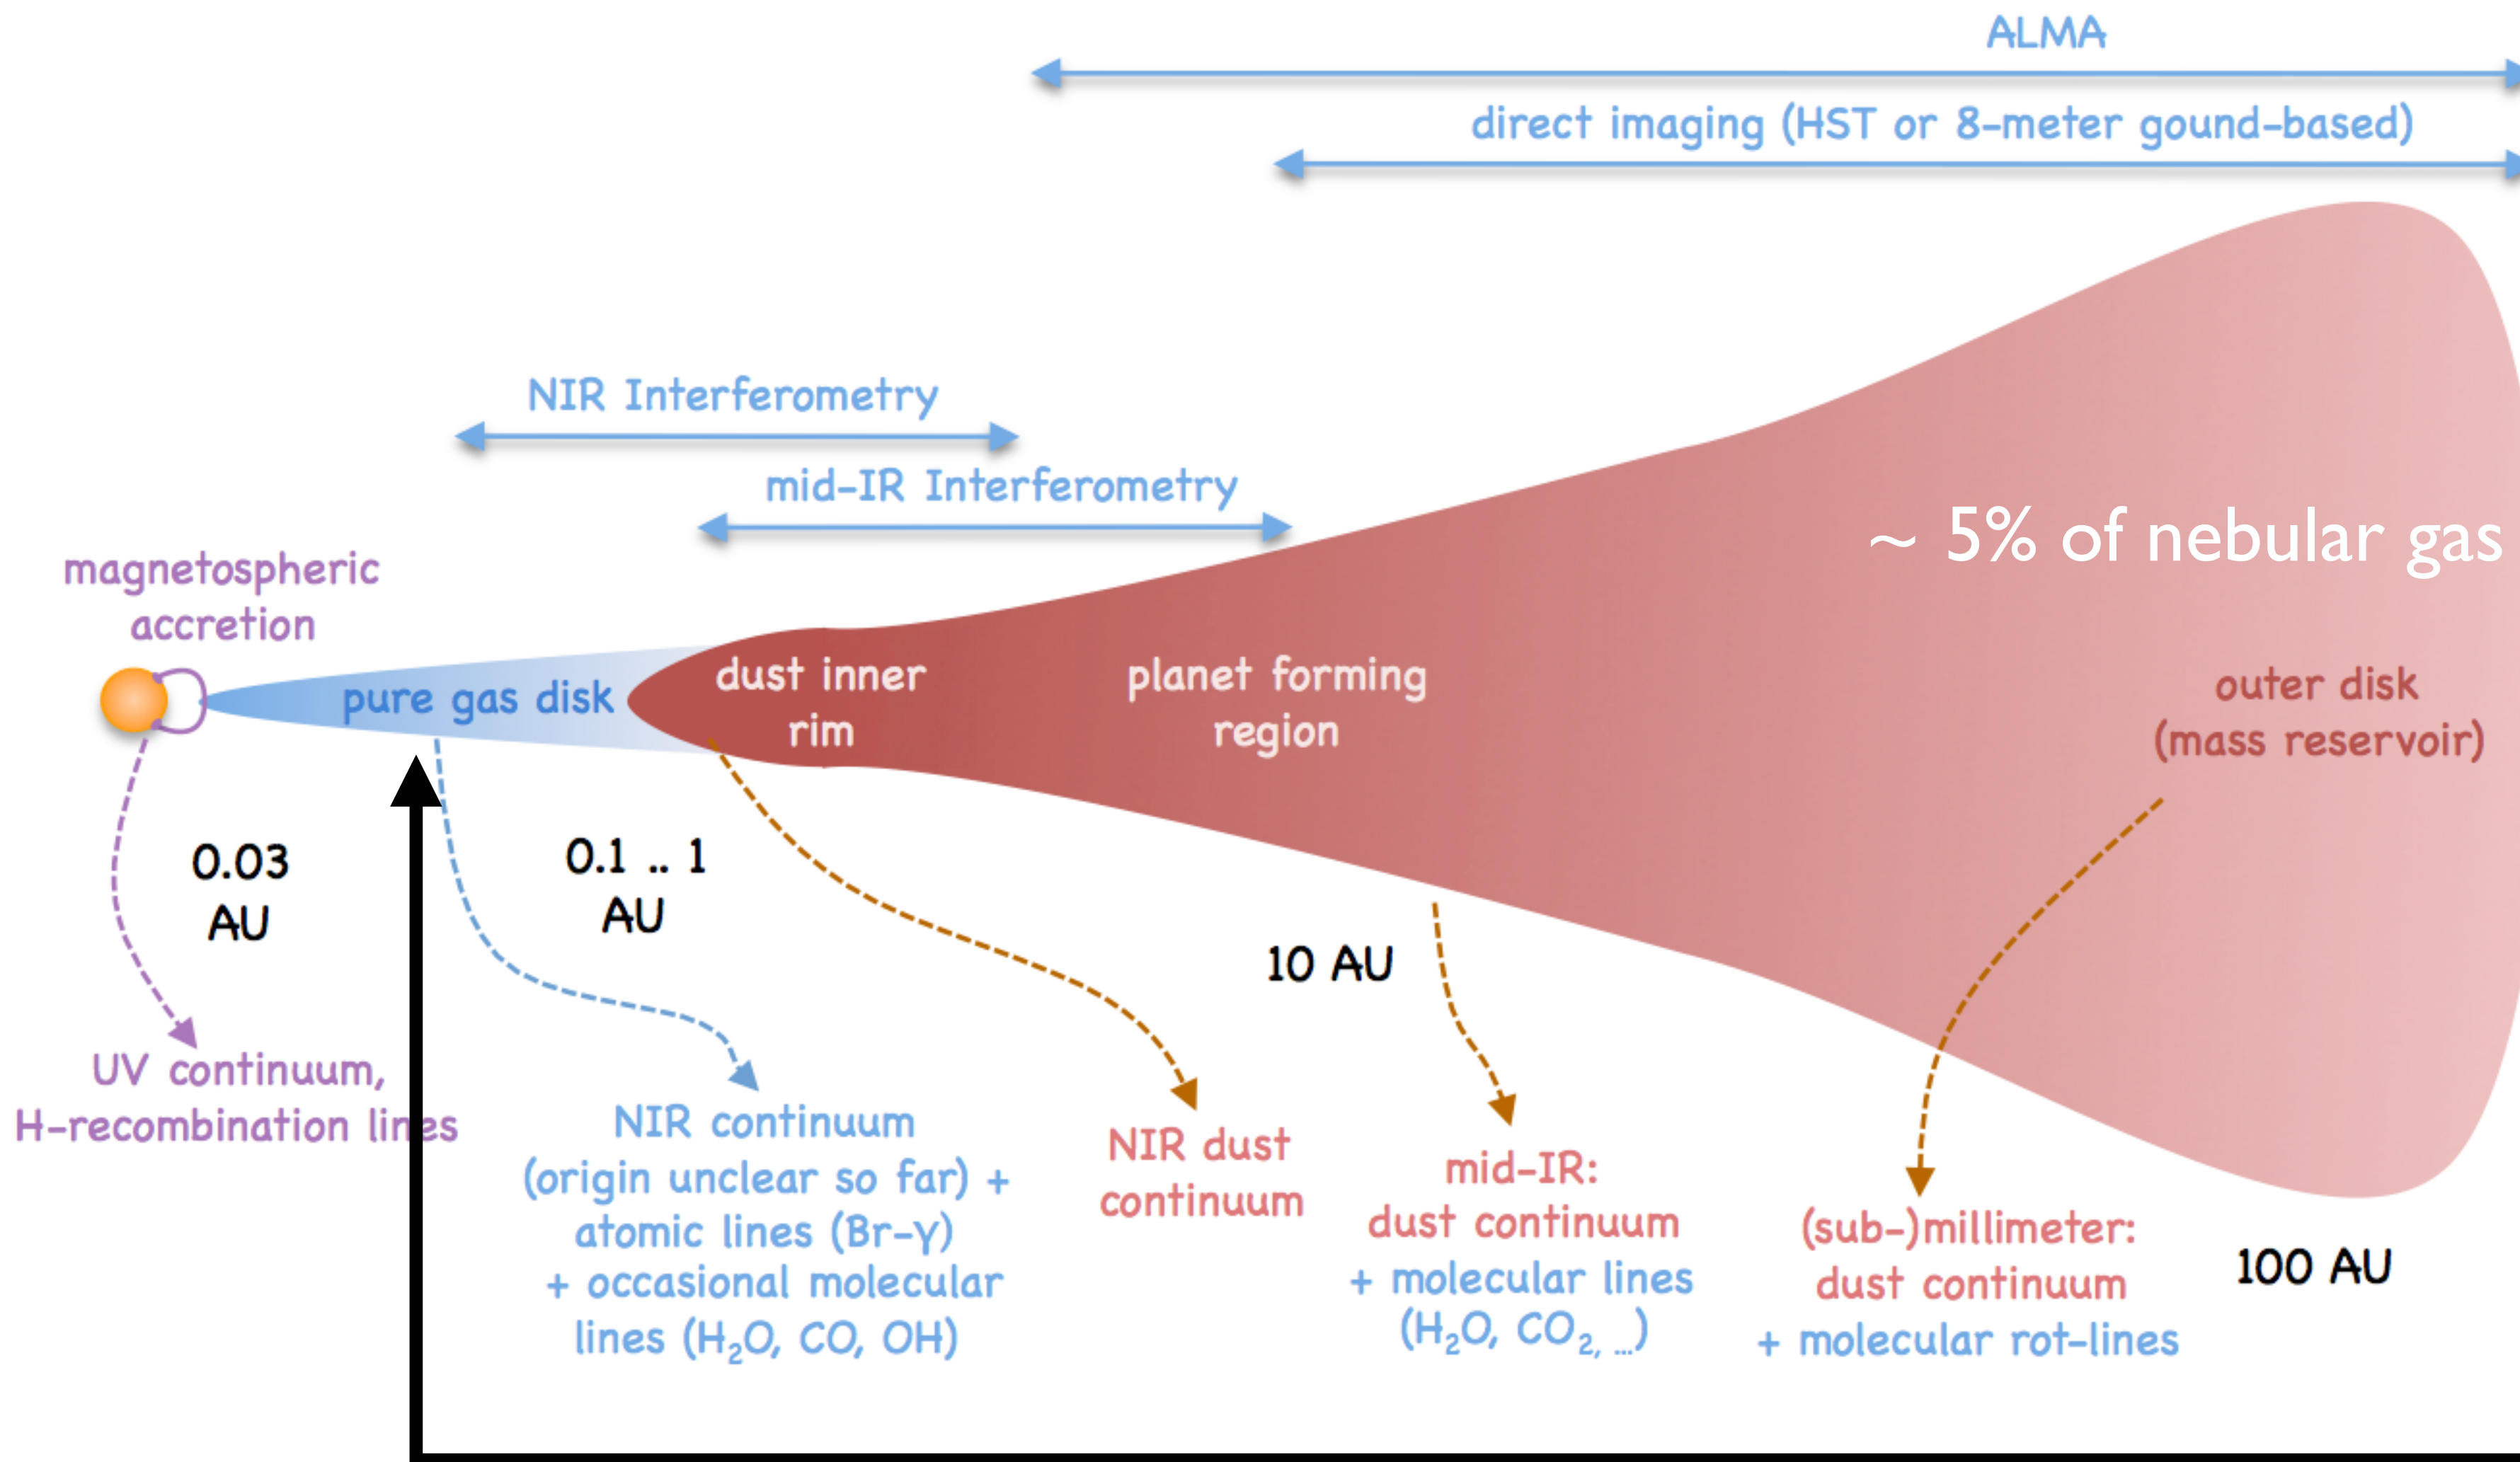 ALMA
direct imaging (HST or 8-meter gound-based)
NIR Interferometry
mid-IR Interferometry
~ 5% of nebular gas
magnetospheric
accretion
pure gas disk
dust inner
rim
planet forming
region
outer disk
(mass reservoir)
0.03
AU
0.1 .. 1
AU
10 AU
100 AU
UV continuum,
H-recombination lines
NIR continuum
(origin unclear so far) +
atomic lines (Br-γ)
+ occasional molecular
lines (H₂O, CO, OH)
NIR dust
continuum
mid-IR:
dust continuum
+ molecular lines
(H₂O, CO₂, ...)
(sub-)millimeter:
dust continuum
+ molecular rot-lines